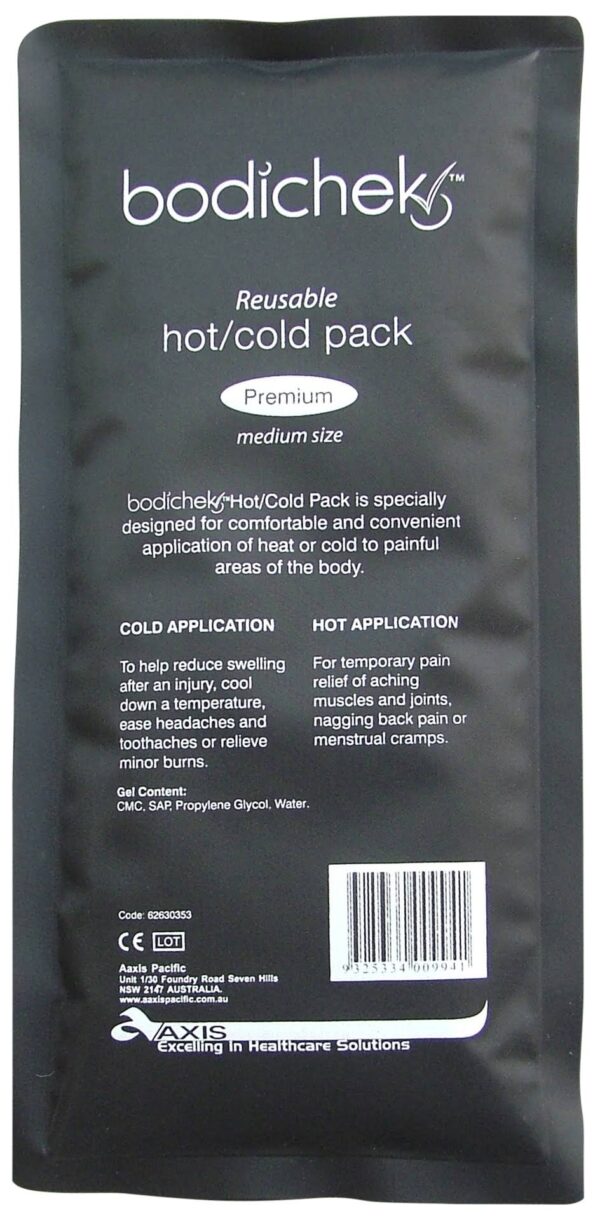 bodichek™
Reusable
hot/cold pack
Premium
medium size
bodichek™ Hot/Cold Pack is specially
designed for comfortable and convenient
application of heat or cold to painful
areas of the body.
COLD APPLICATION
To help reduce swelling
after an injury, cool
down a temperature,
ease headaches and
toothaches or relieve
minor burns.
HOT APPLICATION
For temporary pain
relief of aching
muscles and joints,
nagging back pain or
menstrual cramps.
Gel Content:
CMC, SAP, Propylene Glycol, Water.
Code: 62630353
CE LOT
Aaxis Pacific
Unit 1/30 Foundry Road Seven Hills
NSW 2147 AUSTRALIA.
www.aaxispacific.com.au
9 325334 009941
AAXIS
Excelling in Healthcare Solutions